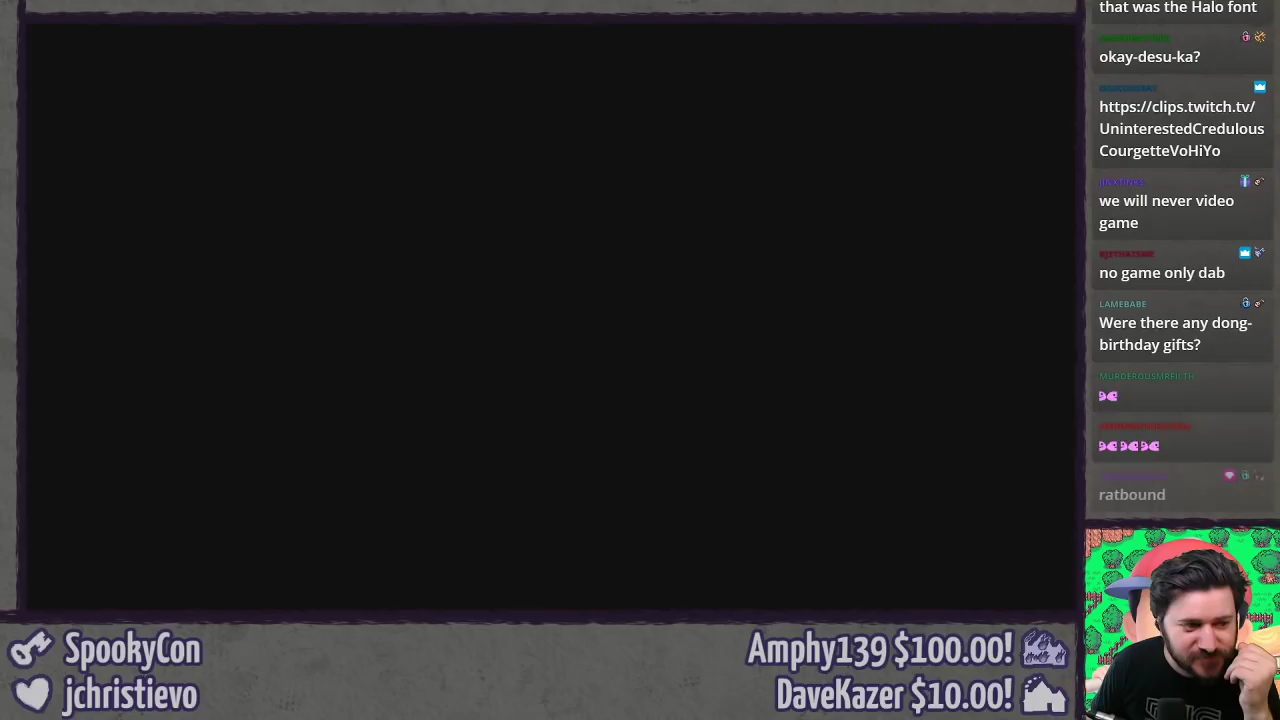 that was the Halo font
okay-desu-ka?
https://clips.twitch.tv/
UninterestedCredulous
CourgetteVoHiYo
we will never video
game
no game only dab
LAMEBABE
Were there any dong-
birthday gifts?
MURDEROUSMRFILTH
ratbound
SpookyCon
jchristievo
Amphy139 $100.00!
DaveKazer $10.00!